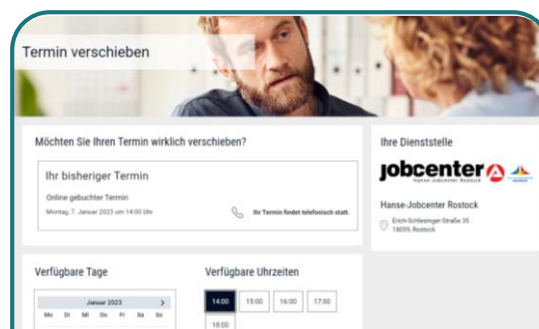 Termin verschieben
Möchten Sie Ihren Termin wirklich verschieben?
Ihr bisheriger Termin
Online gebuchter Termin
Montag, 7. Januar 2023 um 14:00 Uhr
Ihr Termin findet telefonisch statt.
Ihre Dienststelle
jobcenter
Hanse-Jobcenter Rostock
Hanse-Jobcenter Rostock
Erich-Schlesinger-Straße 35
18059, Rostock
Verfügbare Tage
Januar 2023 >
Mo Di Mi Do Fr Sa So
Verfügbare Uhrzeiten
14:00 15:00 16:00 17:00
18:00